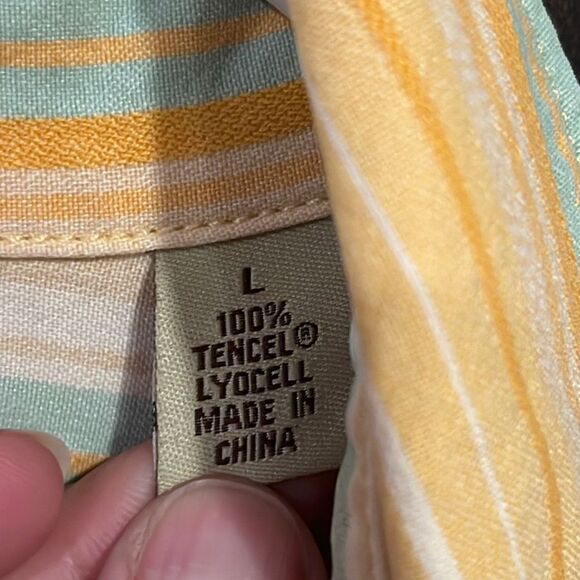 L
100%
TENCEL®
LYOCELL
MADE IN
CHINA